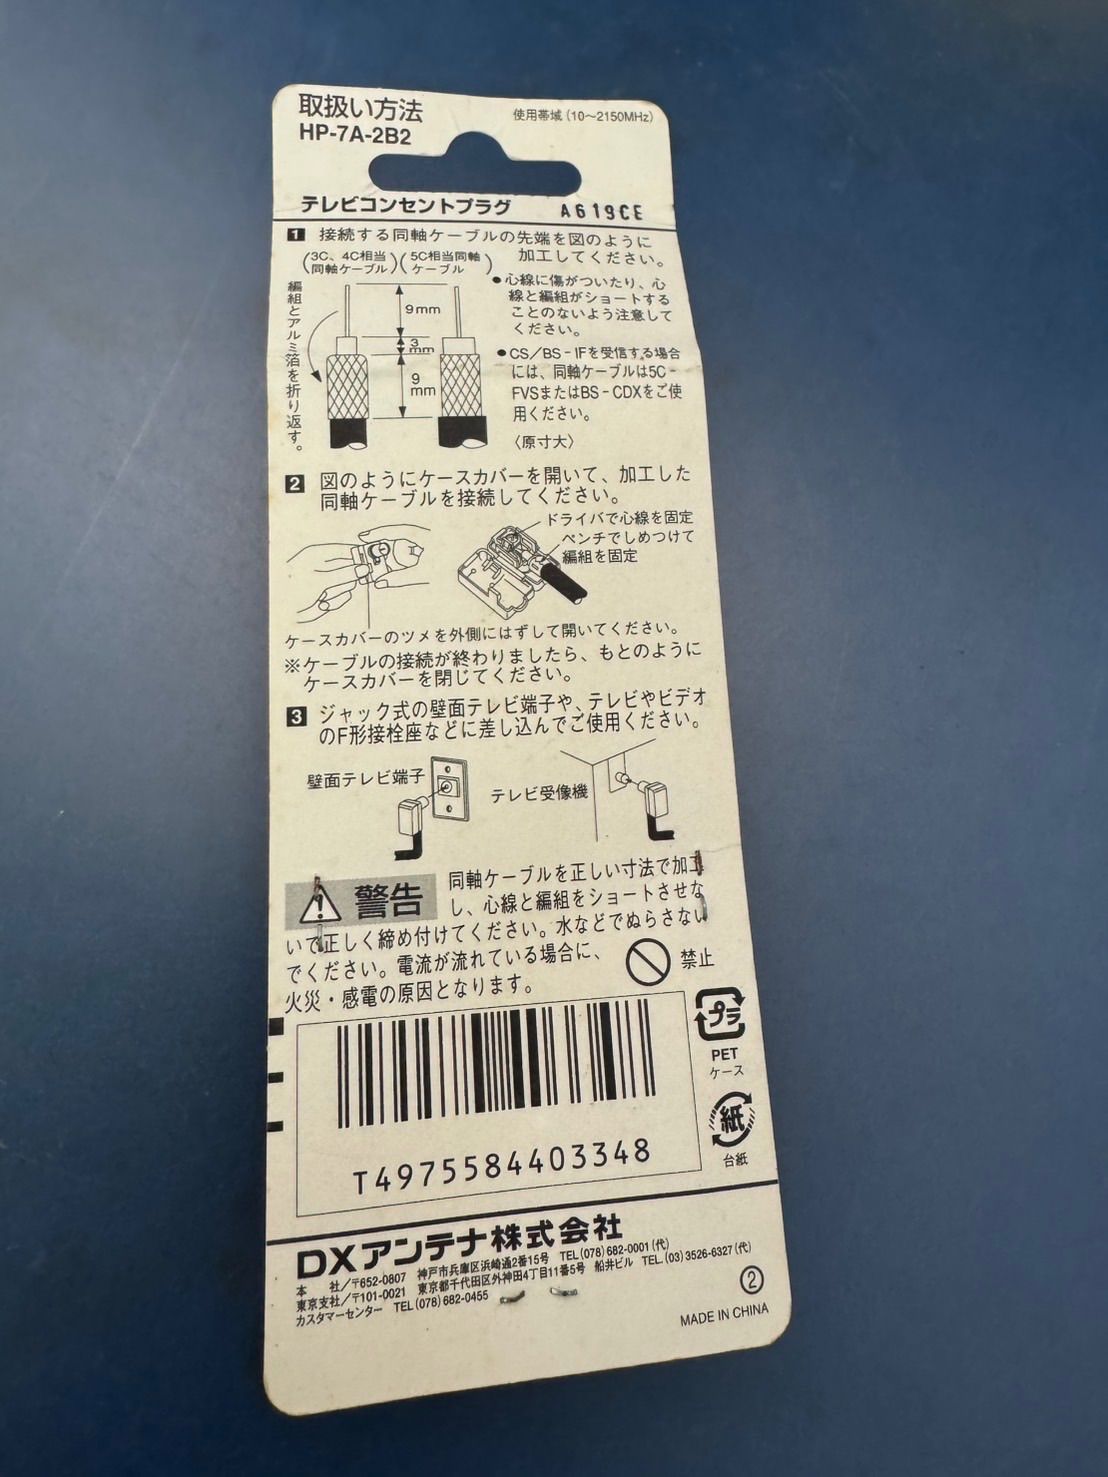 取扱い方法
使用帯域(10〜2150MHz)
HP-7A-2B2
テレビコンセントプラグ A619CE
1 接続する同軸ケーブルの先端を図のように
加工してください。
(3C、4C相当
同軸ケーブル)
(5C相当同軸
ケーブル)
編組とアルミ箔を折り返す。
9mm
3
mm
9
mm
●心線に傷がついたり、心
線と編組がショートする
ことのないよう注意して
ください。
●CS/BS-IFを受信する場合
には、同軸ケーブルは5C-
FVSまたはBS-CDXをご使
用ください。
〈原寸大〉
2 図のようにケースカバーを開いて、加工した
同軸ケーブルを接続してください。
ドライバで心線を固定
ペンチでしめつけて
編組を固定
ケースカバーのツメを外側にはずして開いてください。
※ケーブルの接続が終わりましたら、もとのように
ケースカバーを閉じてください。
3 ジャック式の壁面テレビ端子や、テレビやビデオ
のF形接栓座などに差し込んでご使用ください。
壁面テレビ端子
テレビ受像機
警告
同軸ケーブルを正しい寸法で加工
し、心線と編組をショートさせな
いで正しく締め付けてください。水などでぬらさない
でください。電流が流れている場合に、
火災・感電の原因となります。
禁止
プラ
PET
ケース
紙
台紙
T4975584403348
DXアンテナ株式会社
本 社/〒652-0807 神戸市兵庫区浜崎通2番15号 TEL(078)682-0001(代)
東京支社/〒101-0021 東京都千代田区外神田4丁目11番5号 船井ビル TEL.(03)3526-6327(代)
カスタマーセンター TEL(078)682-0455
②
MADE IN CHINA